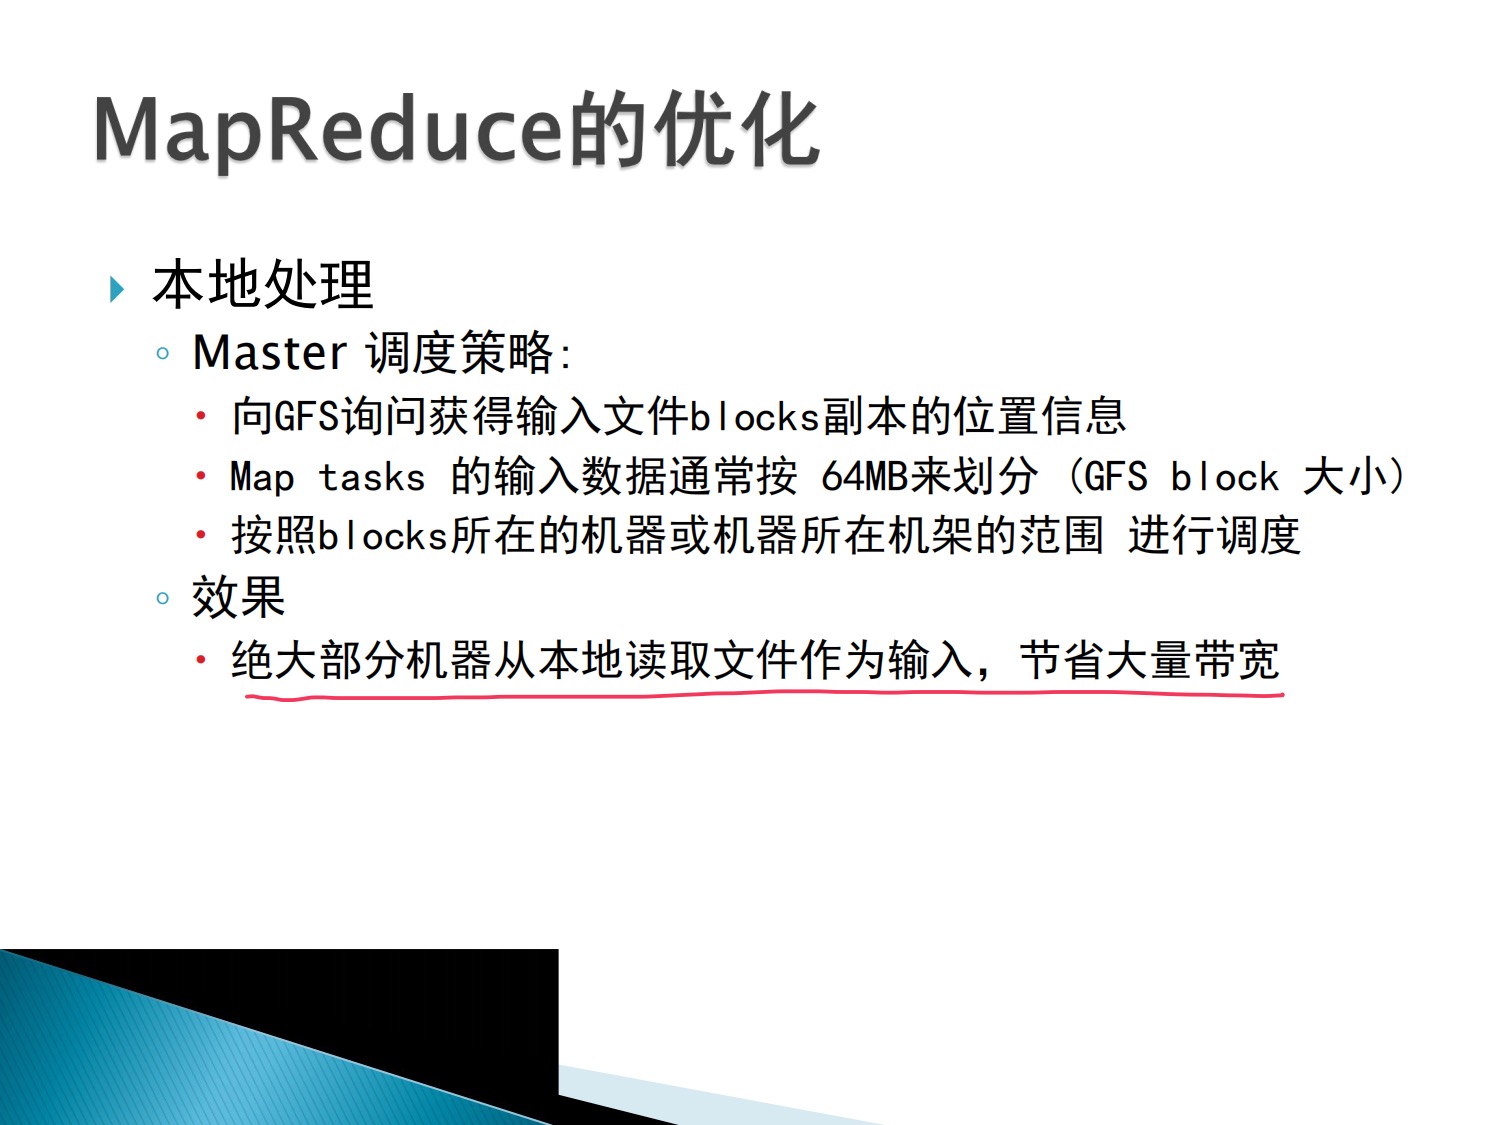 MapReduce的优化
本地处理
Master 调度策略:
向GFS询问获得输入文件blocks副本的位置信息
Map tasks 的输入数据通常按 64MB来划分（GFS block 大小）
按照blocks所在的机器或机器所在机架的范围 进行调度
效果
绝大部分机器从本地读取文件作为输入，节省大量带宽